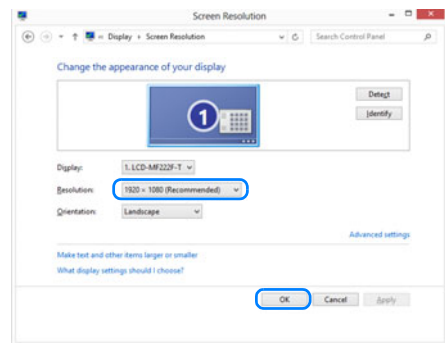 Screen Resolution
Display
Screen Resolution
Search Control Panel
Change the appearance of your display
1
Detect
Identify
Display:
1. LCD-MF222F-T
Resolution:
1920 × 1080 (Recommended)
Orientation:
Landscape
Advanced settings
Make text and other items larger or smaller
What display settings should I choose?
OK
Cancel
Apply